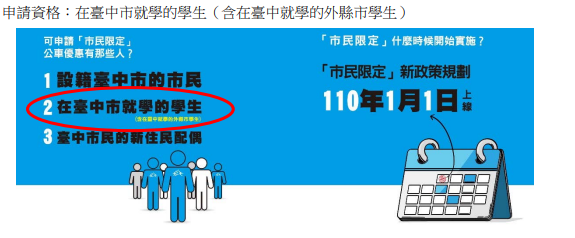 申請資格：在臺中市就學的學生（含在臺中就學的外縣市學生）
可申請「市民限定」
公車優惠有那些人？
1 設籍臺中市的市民
2 在臺中市就學的學生
(含在臺中就學的外縣市學生)
3 臺中市民的新住民配偶
「市民限定」什麼時候開始實施？
「市民限定」新政策規劃
110年1月1日上線